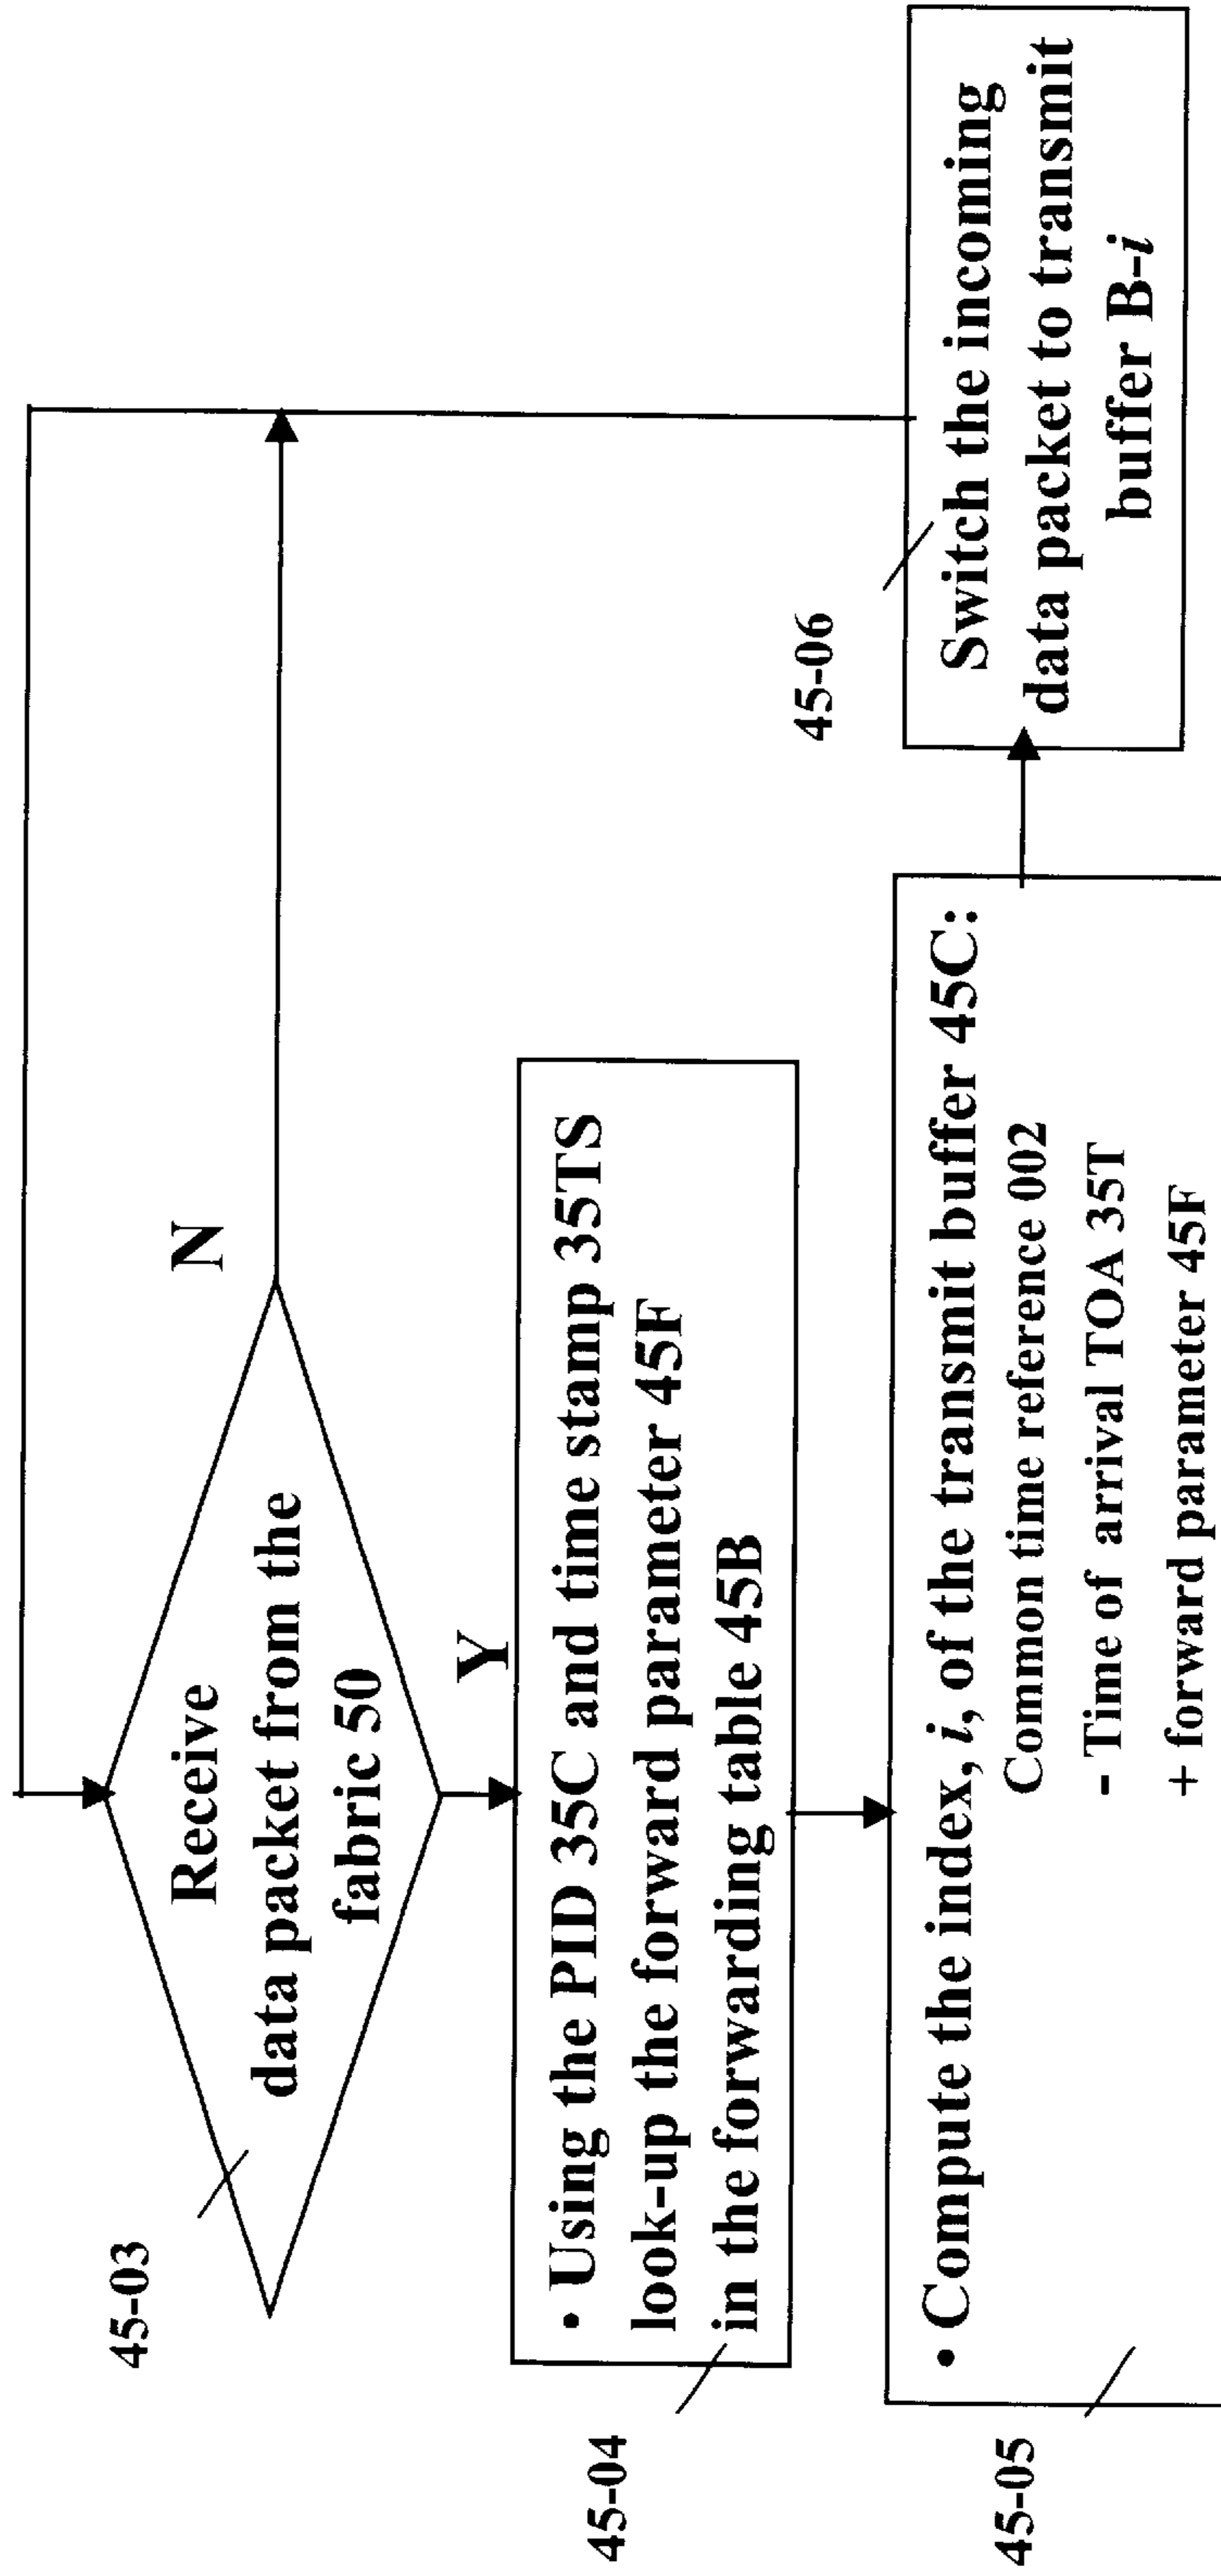 45-03
Receive
data packet from the
fabric 50
N
Y
45-04
• Using the PID 35C and time stamp 35TS
look-up the forward parameter 45F
in the forwarding table 45B
45-05
• Compute the index, i, of the transmit buffer 45C:
Common time reference 002
- Time of arrival TOA 35T
+ forward parameter 45F
45-06
Switch the incoming
data packet to transmit
buffer B-i